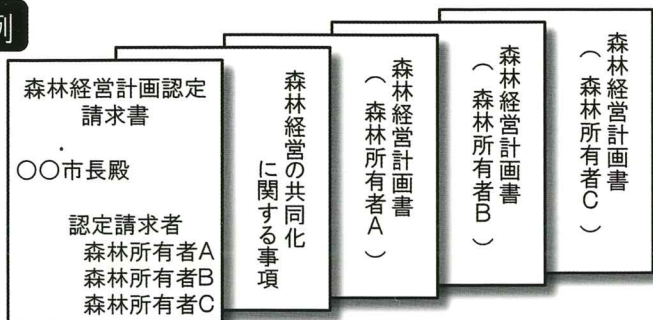 例
森林経営計画認定
請求書
○○市長殿
認定請求者
森林所有者A
森林所有者B
森林所有者C
森林経営の共同化
に関する事項
森林経営計画書
（森林所有者A）
森林経営計画書
（森林所有者B）
森林経営計画書
（森林所有者C）